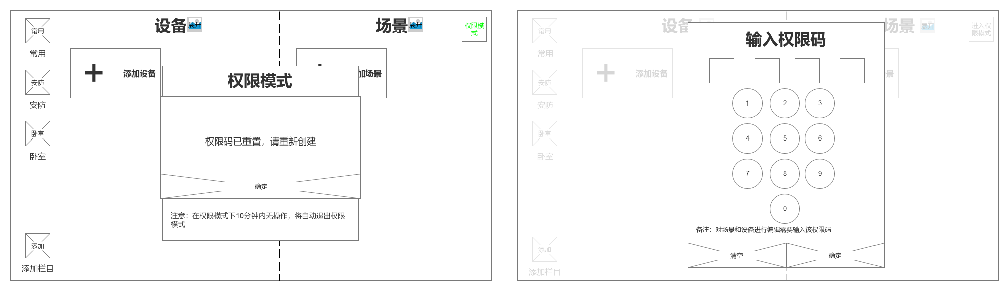 设备
展开
场景
展开
权限模
式
常用
常用
安防
安防
卧室
卧室
添加
添加栏目
添加设备
加场景
权限模式
权限码已重置，请重新创建
确定
注意：在权限模式下10分钟内无操作，将自动退出权限
模式
设备
场景
展开
进入权
限模式
常用
常用
安防
安防
卧室
卧室
添加
添加栏目
添加设备
景
输入权限码
1 2 3
4 5 6
7 8 9
0
备注：对场景和设备进行编辑需要输入该权限码
清空
确定